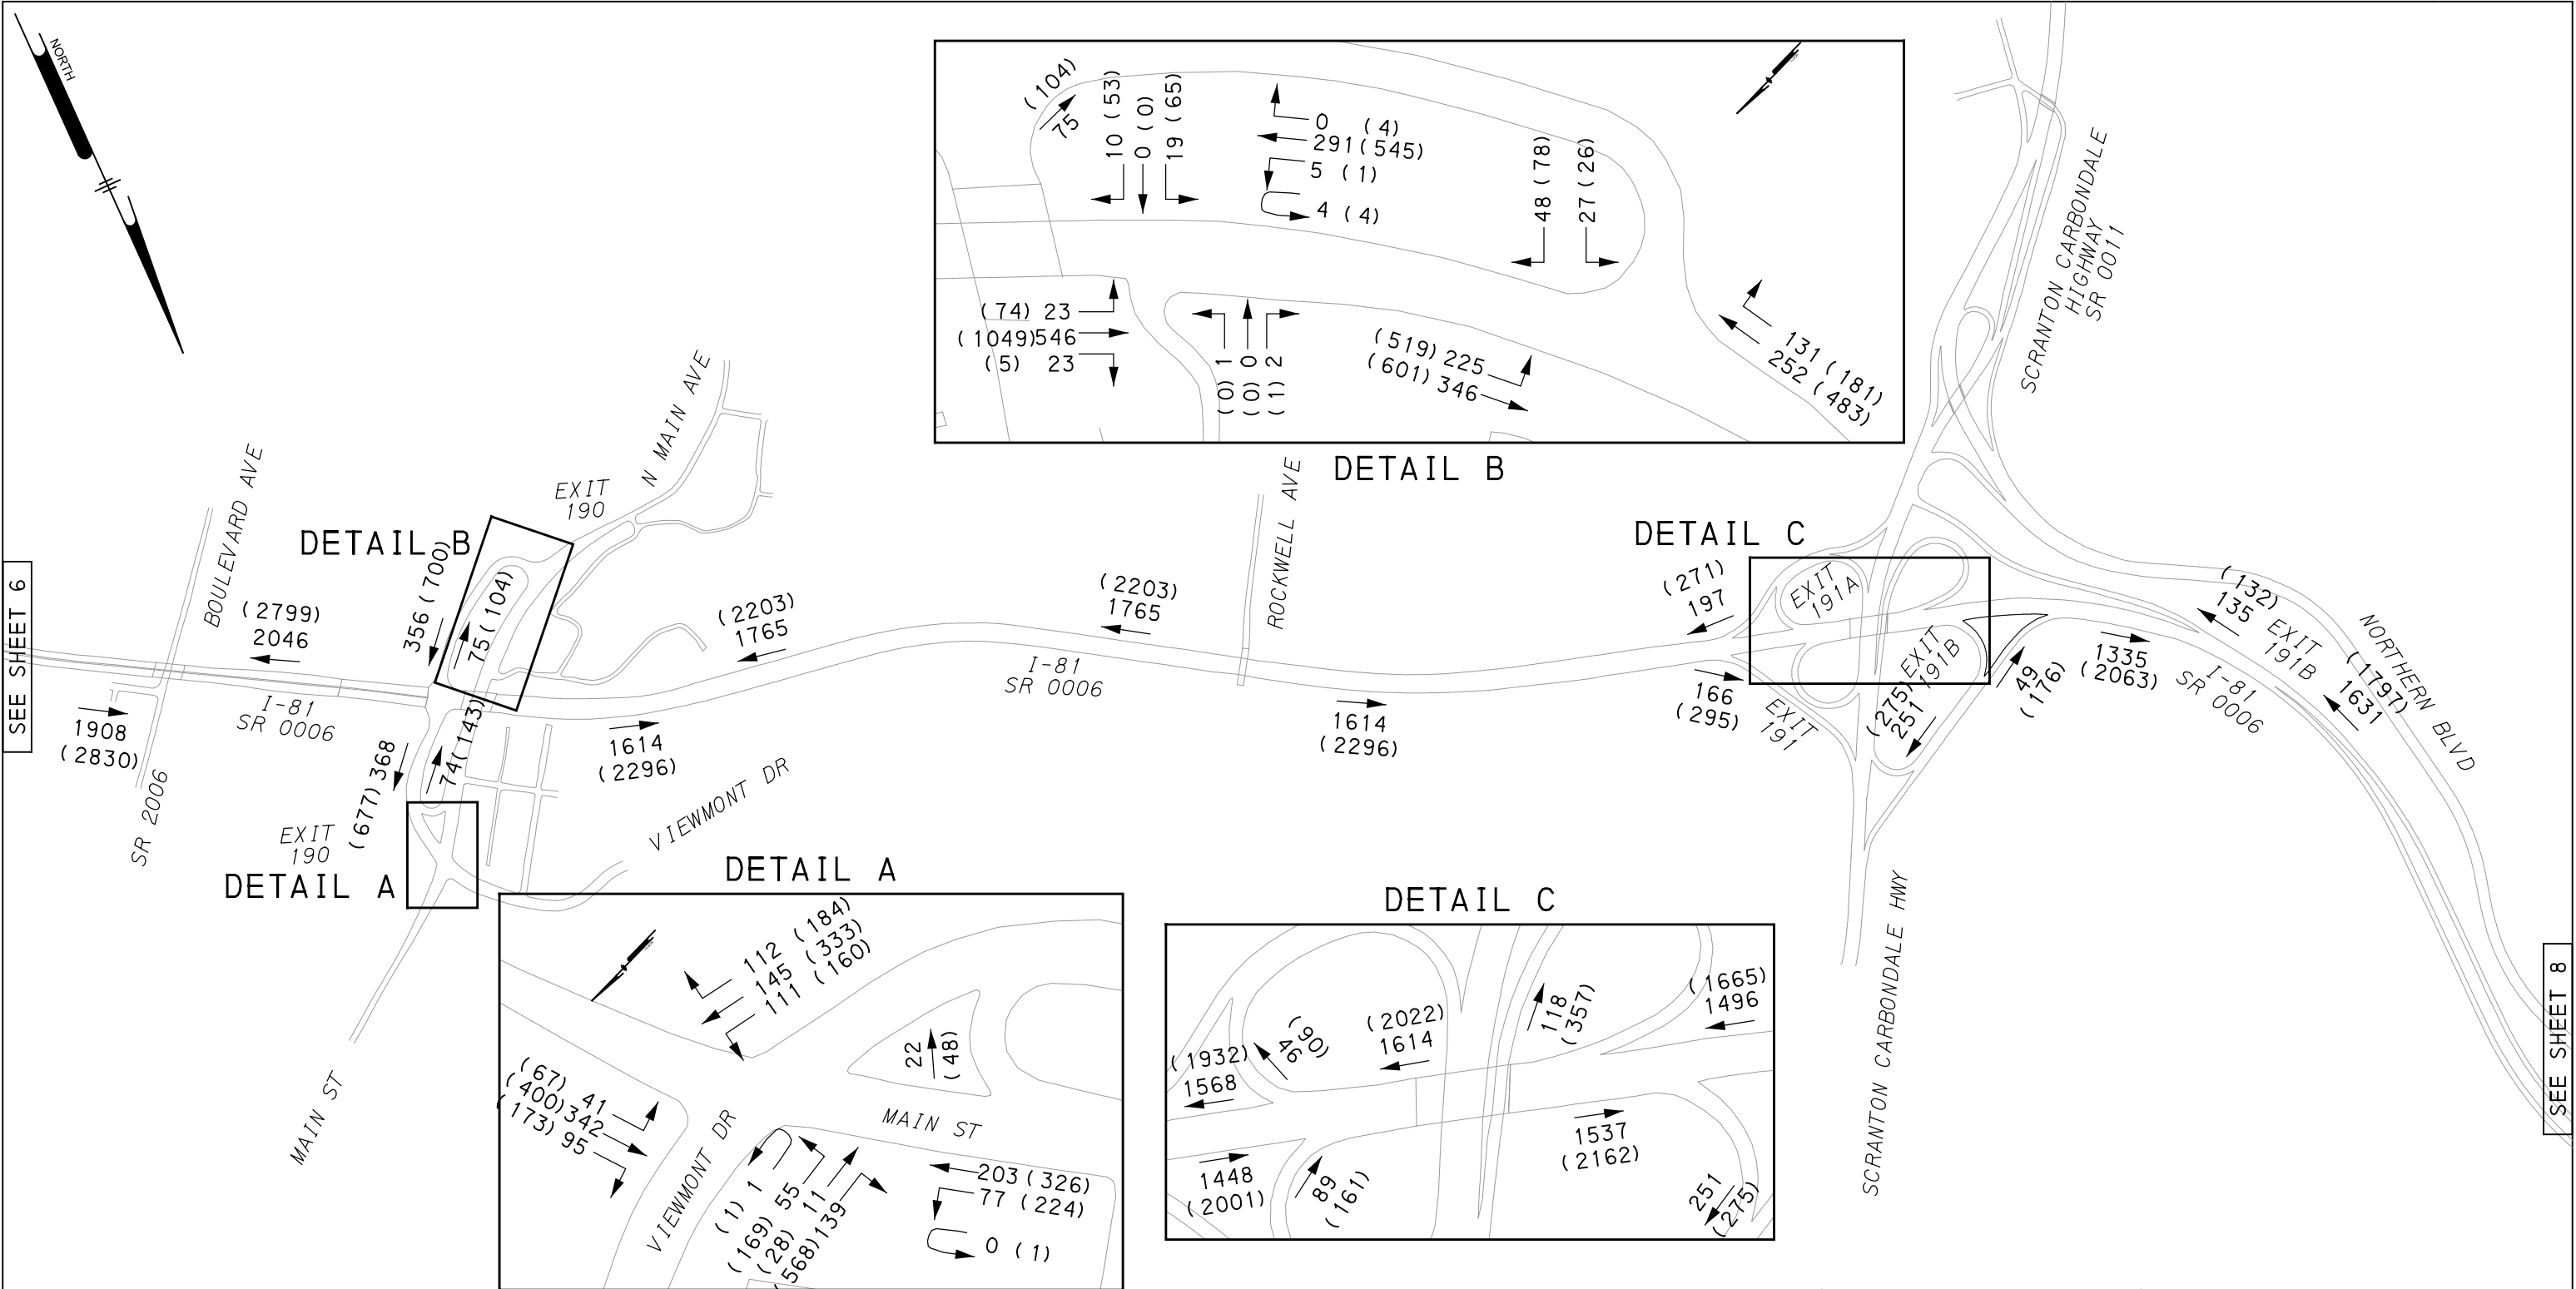 NORTH
(104)
75
10 (53)
0 (0)
19 (65)
0 (4)
291 (545)
5 (1)
4 (4)
48 (78)
27 (26)
(74) 23
(1049) 546
(5) 23
(0) 1
(0) 0
(1) 2
(519) 225
(601) 346
131 (181)
252 (483)
DETAIL B
SCRANTON CARBONDALE
HIGHWAY
SR 0011
N MAIN AVE
BOULEVARD AVE
EXIT
190
DETAIL B
ROCKWELL AVE
DETAIL C
SEE SHEET 6
(2799)
2046
356 (700)
75 (104)
(2203)
1765
(2203)
1765
(271)
197
EXIT
191A
EXIT
191B
(132)
135
EXIT
191B
NORTHERN BLVD
(1797)
1631
1908
(2830)
I-81
SR 0006
I-81
SR 0006
1614
(2296)
1614
(2296)
166
(295)
EXIT
191
(275)
251
49
(176)
1335
(2063)
I-81
SR 0006
(677) 368
74 (143)
SR 2006
EXIT
190
DETAIL A
VIEWMONT DR
MAIN ST
SCRANTON CARBONDALE HWY
SEE SHEET 8
DETAIL A
112 (184)
145 (333)
111 (160)
(67) 41
(400) 342
(173) 95
22
(48)
MAIN ST
VIEWMONT DR
(1) 1
(169) 55
(28) 11
(568) 139
203 (326)
77 (224)
0 (1)
DETAIL C
(1932)
1568
(90)
46
(2022)
1614
118
(357)
(1665)
1496
1448
(2001)
89
(161)
1537
(2162)
251
(275)